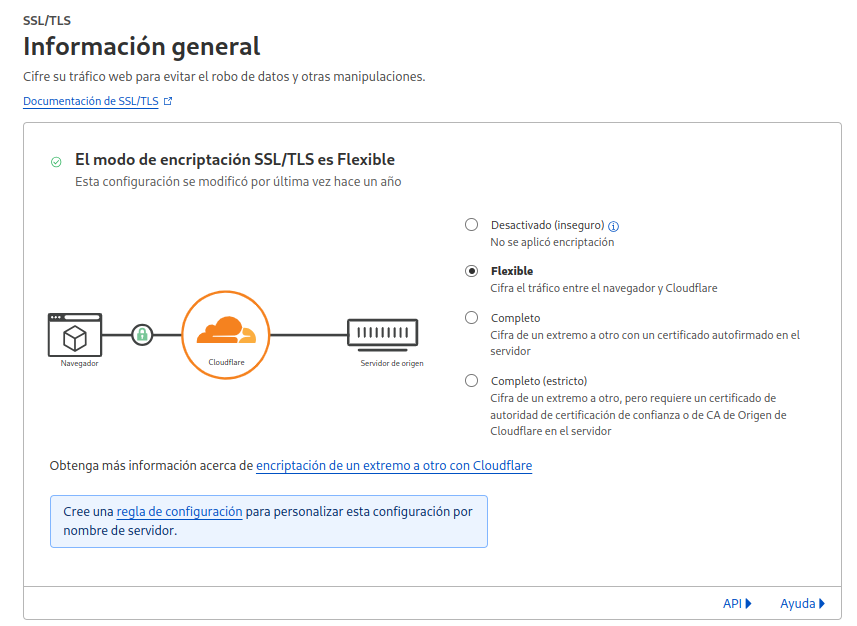 SSL/TLS
Información general
Cifre su tráfico web para evitar el robo de datos y otras manipulaciones.
Documentación de SSL/TLS
El modo de encriptación SSL/TLS es Flexible
Esta configuración se modificó por última vez hace un año
Desactivado (inseguro)
No se aplicó encriptación
Flexible
Cifra el tráfico entre el navegador y Cloudflare
Completo
Cifra de un extremo a otro con un certificado autofirmado en el
servidor
Completo (estricto)
Cifra de un extremo a otro, pero requiere un certificado de
autoridad de certificación de confianza o de CA de Origen de
Cloudflare en el servidor
Navegador
Cloudflare
Servidor de origen
Obtenga más información acerca de encriptación de un extremo a otro con Cloudflare
Cree una regla de configuración para personalizar esta configuración por
nombre de servidor.
API
Ayuda